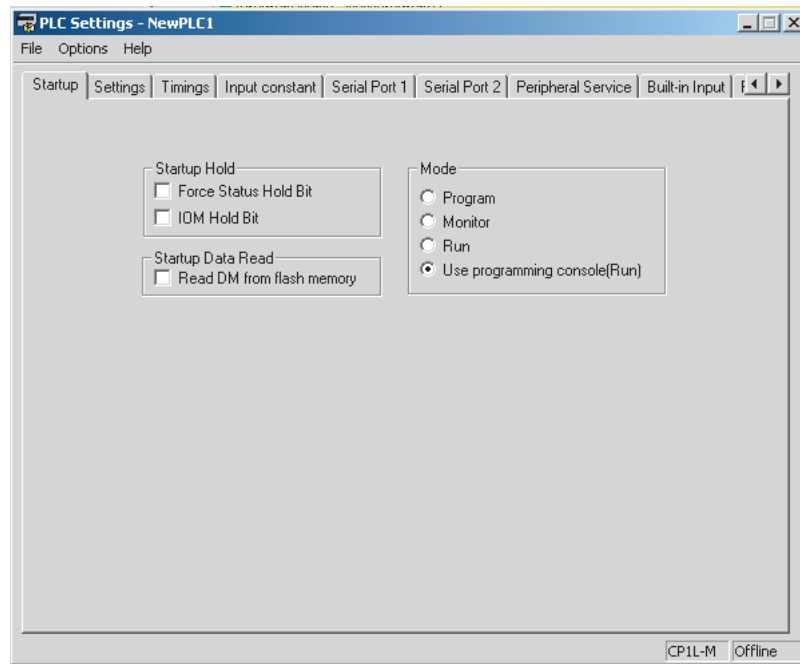 PLC Settings - NewPLC1
File Options Help
Startup Settings Timings Input constant Serial Port 1 Serial Port 2 Peripheral Service Built-in Input
Startup Hold
Force Status Hold Bit
IOM Hold Bit
Startup Data Read
Read DM from flash memory
Mode
Program
Monitor
Run
Use programming console(Run)
CP1L-M Offline